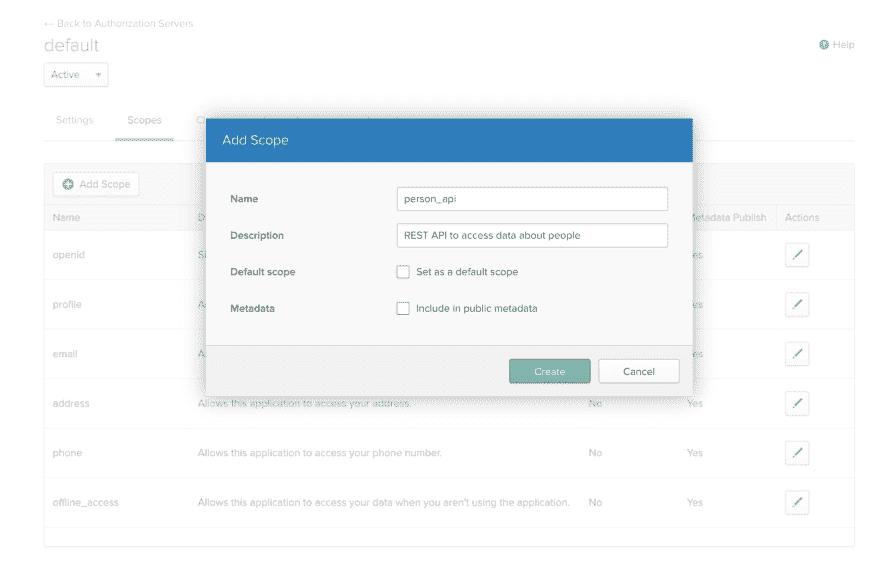 ← Back to Authorization Servers
default
Help
Active
Settings
Scopes
Add Scope
Name
person_api
Description
REST API to access data about people
Default scope
Set as a default scope
Metadata
Include in public metadata
Create
Cancel
Add Scope
Name
Metadata Publish
Actions
openid
profile
email
address
Allows this application to access your address.
No
Yes
phone
Allows this application to access your phone number.
No
Yes
offline_access
Allows this application to access your data when you aren't using the application.
No
Yes